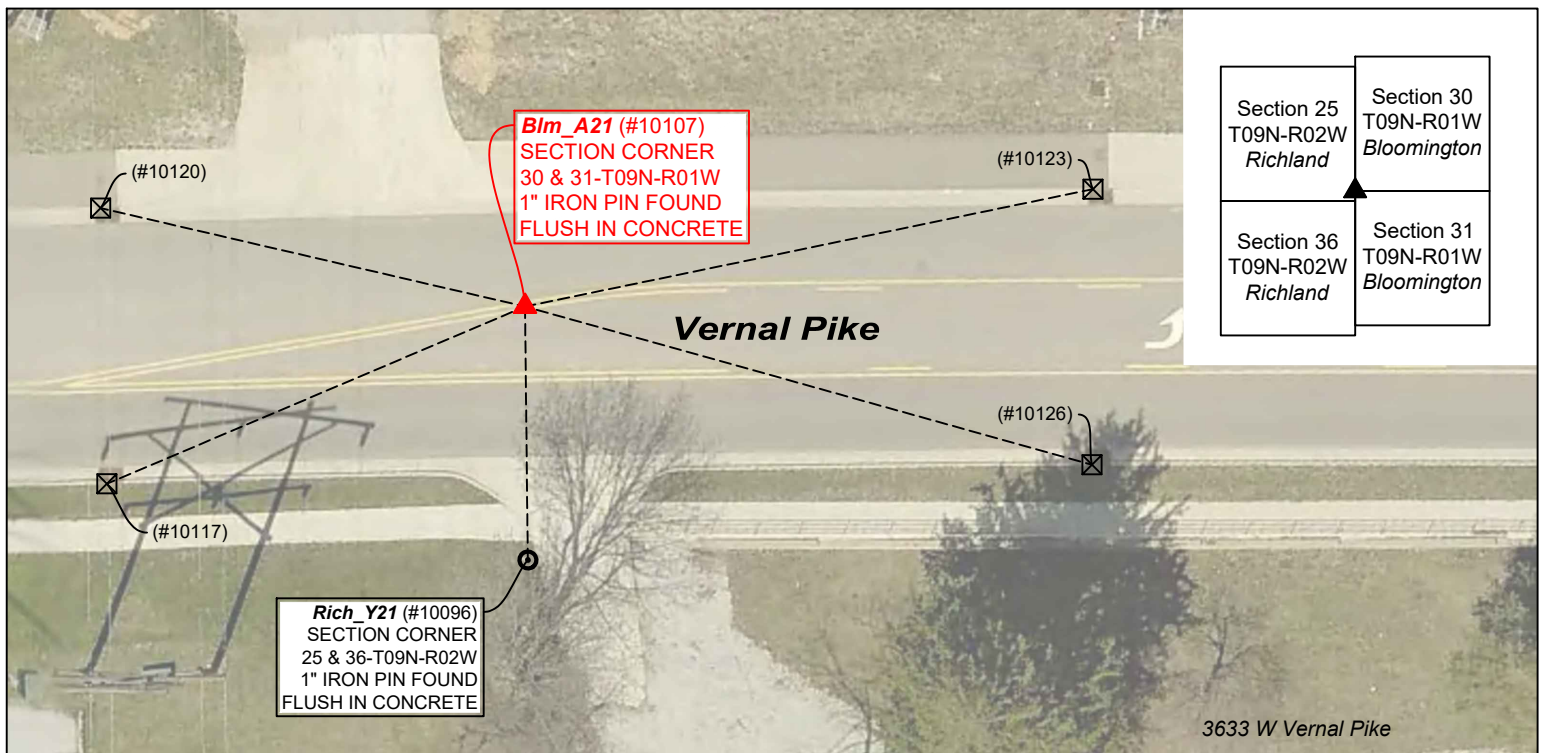 Blm_A21 (#10107)
SECTION CORNER
30 & 31-T09N-R01W
1" IRON PIN FOUND
FLUSH IN CONCRETE
(#10120)
(#10123)
Section 25
T09N-R02W
Richland
Section 30
T09N-R01W
Bloomington
Section 36
T09N-R02W
Richland
Section 31
T09N-R01W
Bloomington
Vernal Pike
(#10126)
(#10117)
Rich_Y21 (#10096)
SECTION CORNER
25 & 36-T09N-R02W
1" IRON PIN FOUND
FLUSH IN CONCRETE
3633 W Vernal Pike